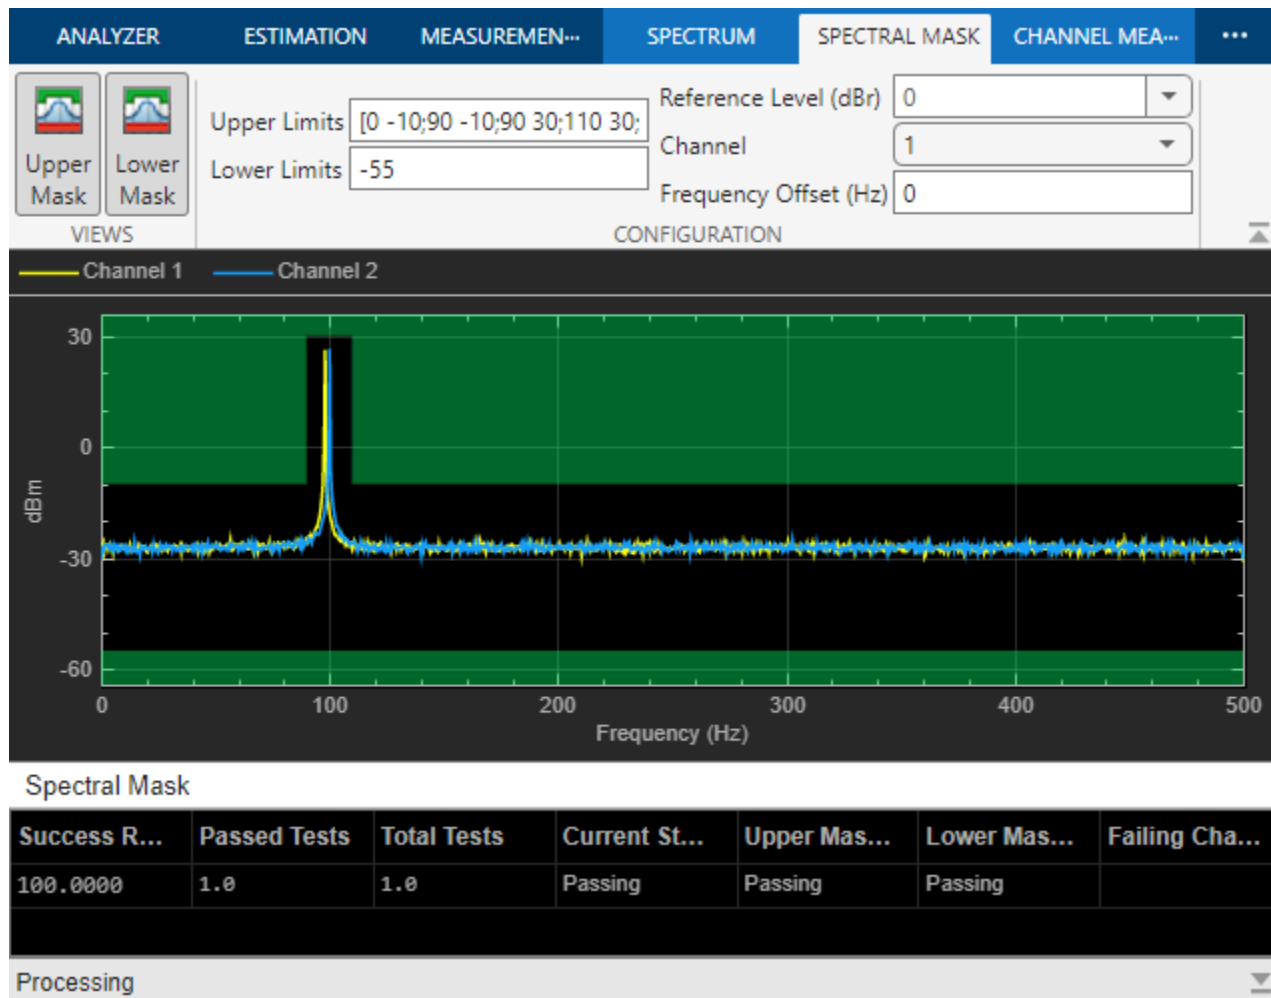 ANALYZER ESTIMATION MEASUREMEN... SPECTRUM SPECTRAL MASK CHANNEL MEA... ...
Upper Mask
Lower Mask
VIEWS
Upper Limits [0 -10;90 -10;90 30;110 30;
Lower Limits -55
Reference Level (dBr) 0
Channel 1
Frequency Offset (Hz) 0
CONFIGURATION
Channel 1 Channel 2
30
0
-30
-60
dBm
0 100 200 300 400 500
Frequency (Hz)
Spectral Mask
Success R... Passed Tests Total Tests Current St... Upper Mas... Lower Mas... Failing Cha...
100.0000 1.0 1.0 Passing Passing Passing
Processing